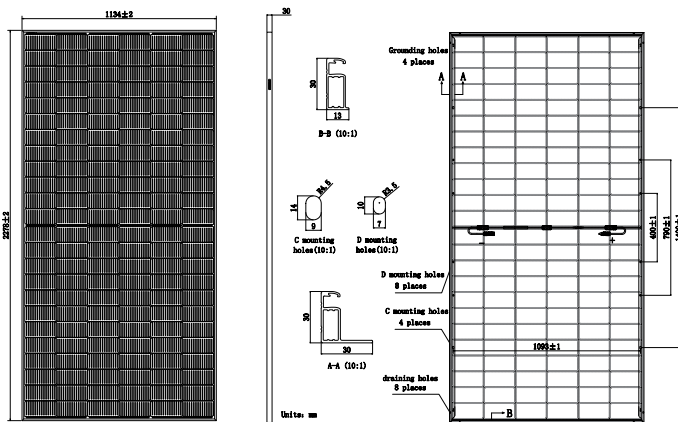 1134±2
2278±2
30
30
13
B-B (10:1)
R4.5
14
9
C mounting
holes(10:1)
R3.5
10
7
D mounting
holes(10:1)
30
30
A-A (10:1)
Units: mm
Grounding holes
4 places
A
A
-
+
400±1
790±1
D mounting holes
8 places
C mounting holes
4 places
1093±1
draining holes
8 places
B